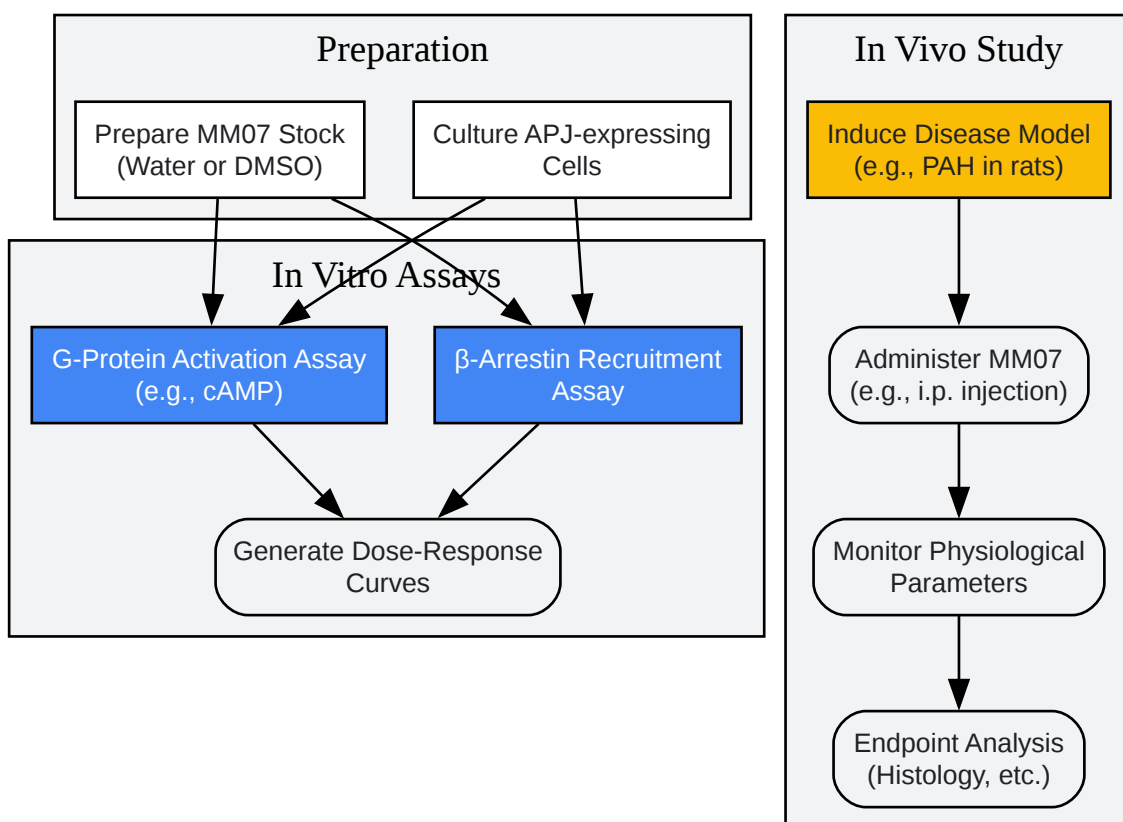 Preparation
Prepare MM07 Stock
(Water or DMSO)
Culture APJ-expressing
Cells
In Vitro Assays
G-Protein Activation Assay
(e.g., cAMP)
β-Arrestin Recruitment
Assay
Generate Dose-Response
Curves
In Vivo Study
Induce Disease Model
(e.g., PAH in rats)
Administer MM07
(e.g., i.p. injection)
Monitor Physiological
Parameters
Endpoint Analysis
(Histology, etc.)